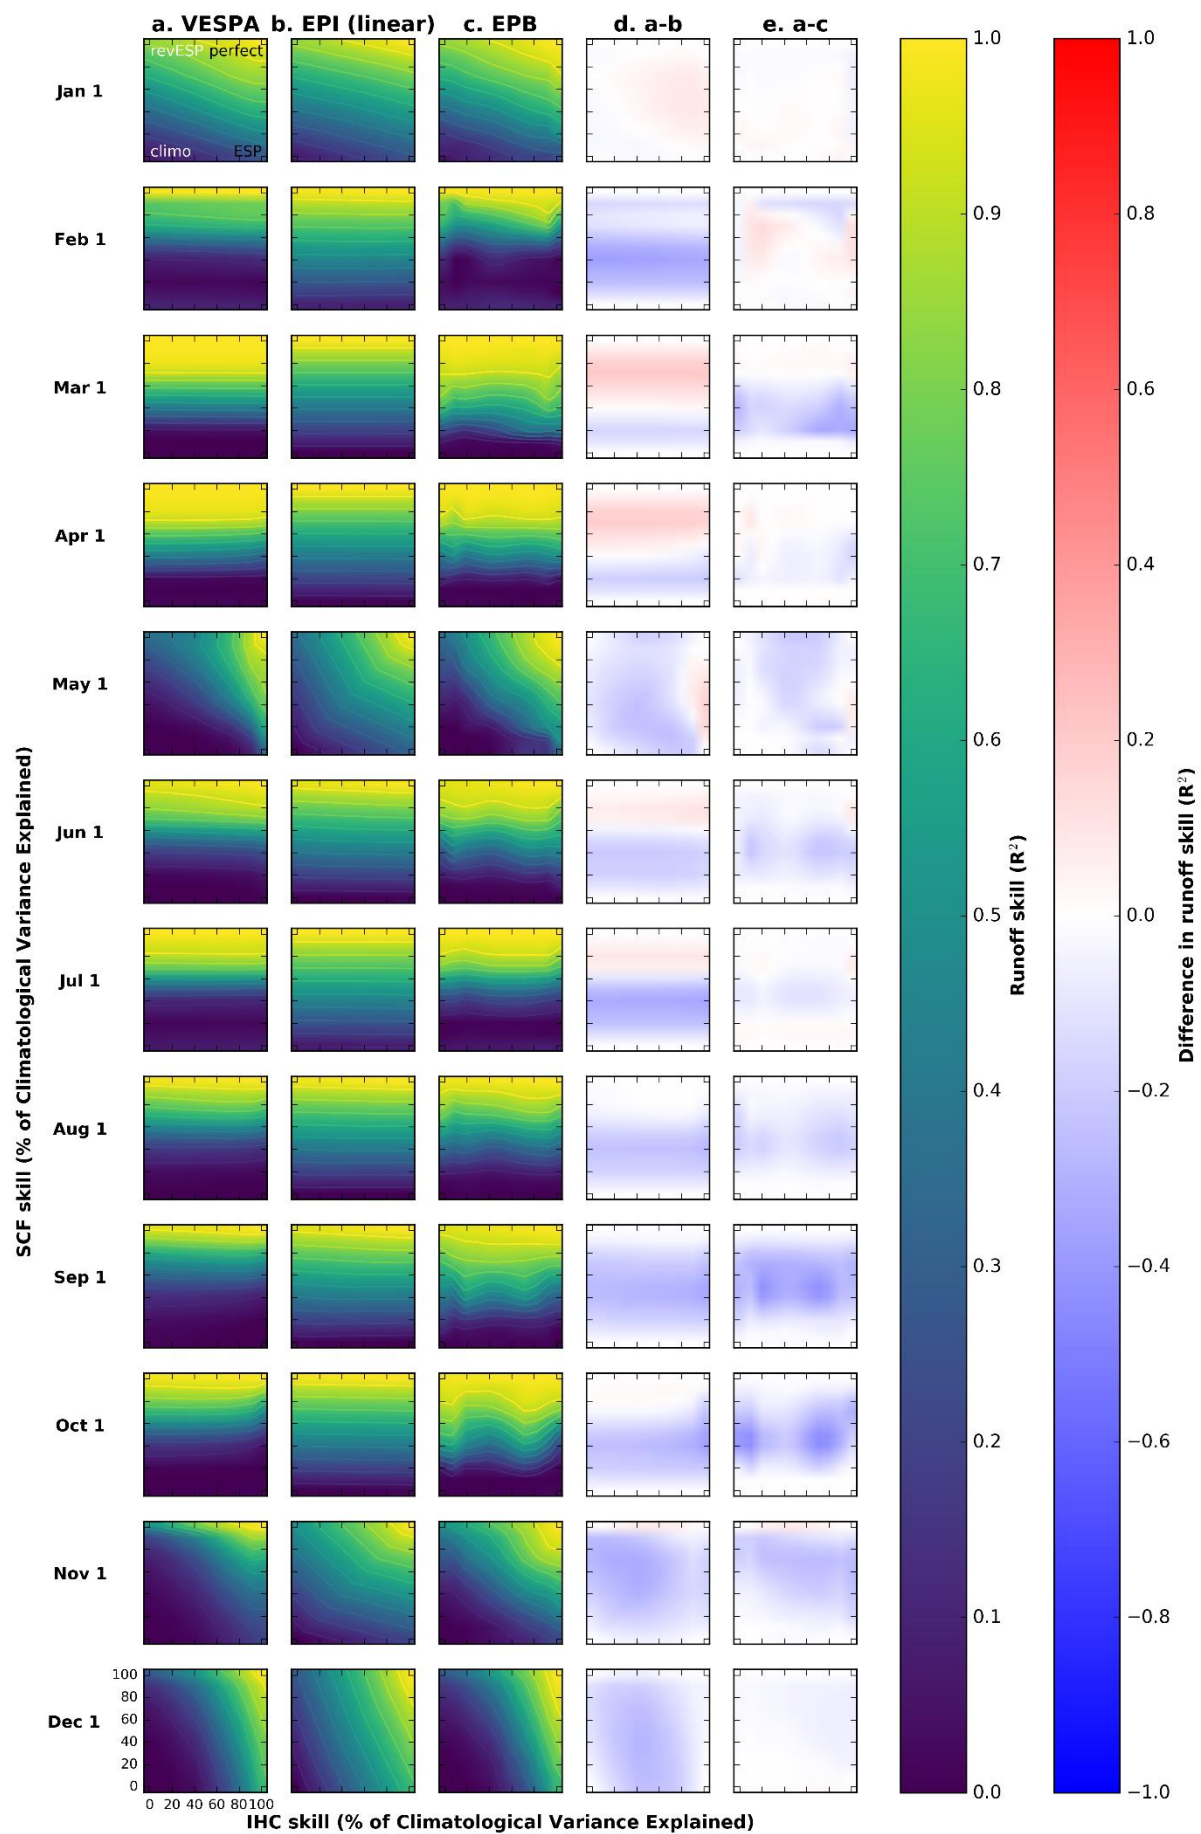 a. VESPA b. EPI (linear) c. EPB d. a-b e. a-c
revESP perfect
climo ESP
Jan 1
Feb 1
Mar 1
Apr 1
May 1
Jun 1
Jul 1
Aug 1
Sep 1
Oct 1
Nov 1
Dec 1
SCF skill (% of Climatological Variance Explained)
100
80
60
40
20
0
0 20 40 60 80 100
IHC skill (% of Climatological Variance Explained)
1.0
0.9
0.8
0.7
0.6
0.5
0.4
0.3
0.2
0.1
0.0
Runoff skill (R²)
1.0
0.8
0.6
0.4
0.2
0.0
−0.2
−0.4
−0.6
−0.8
−1.0
Difference in runoff skill (R²)